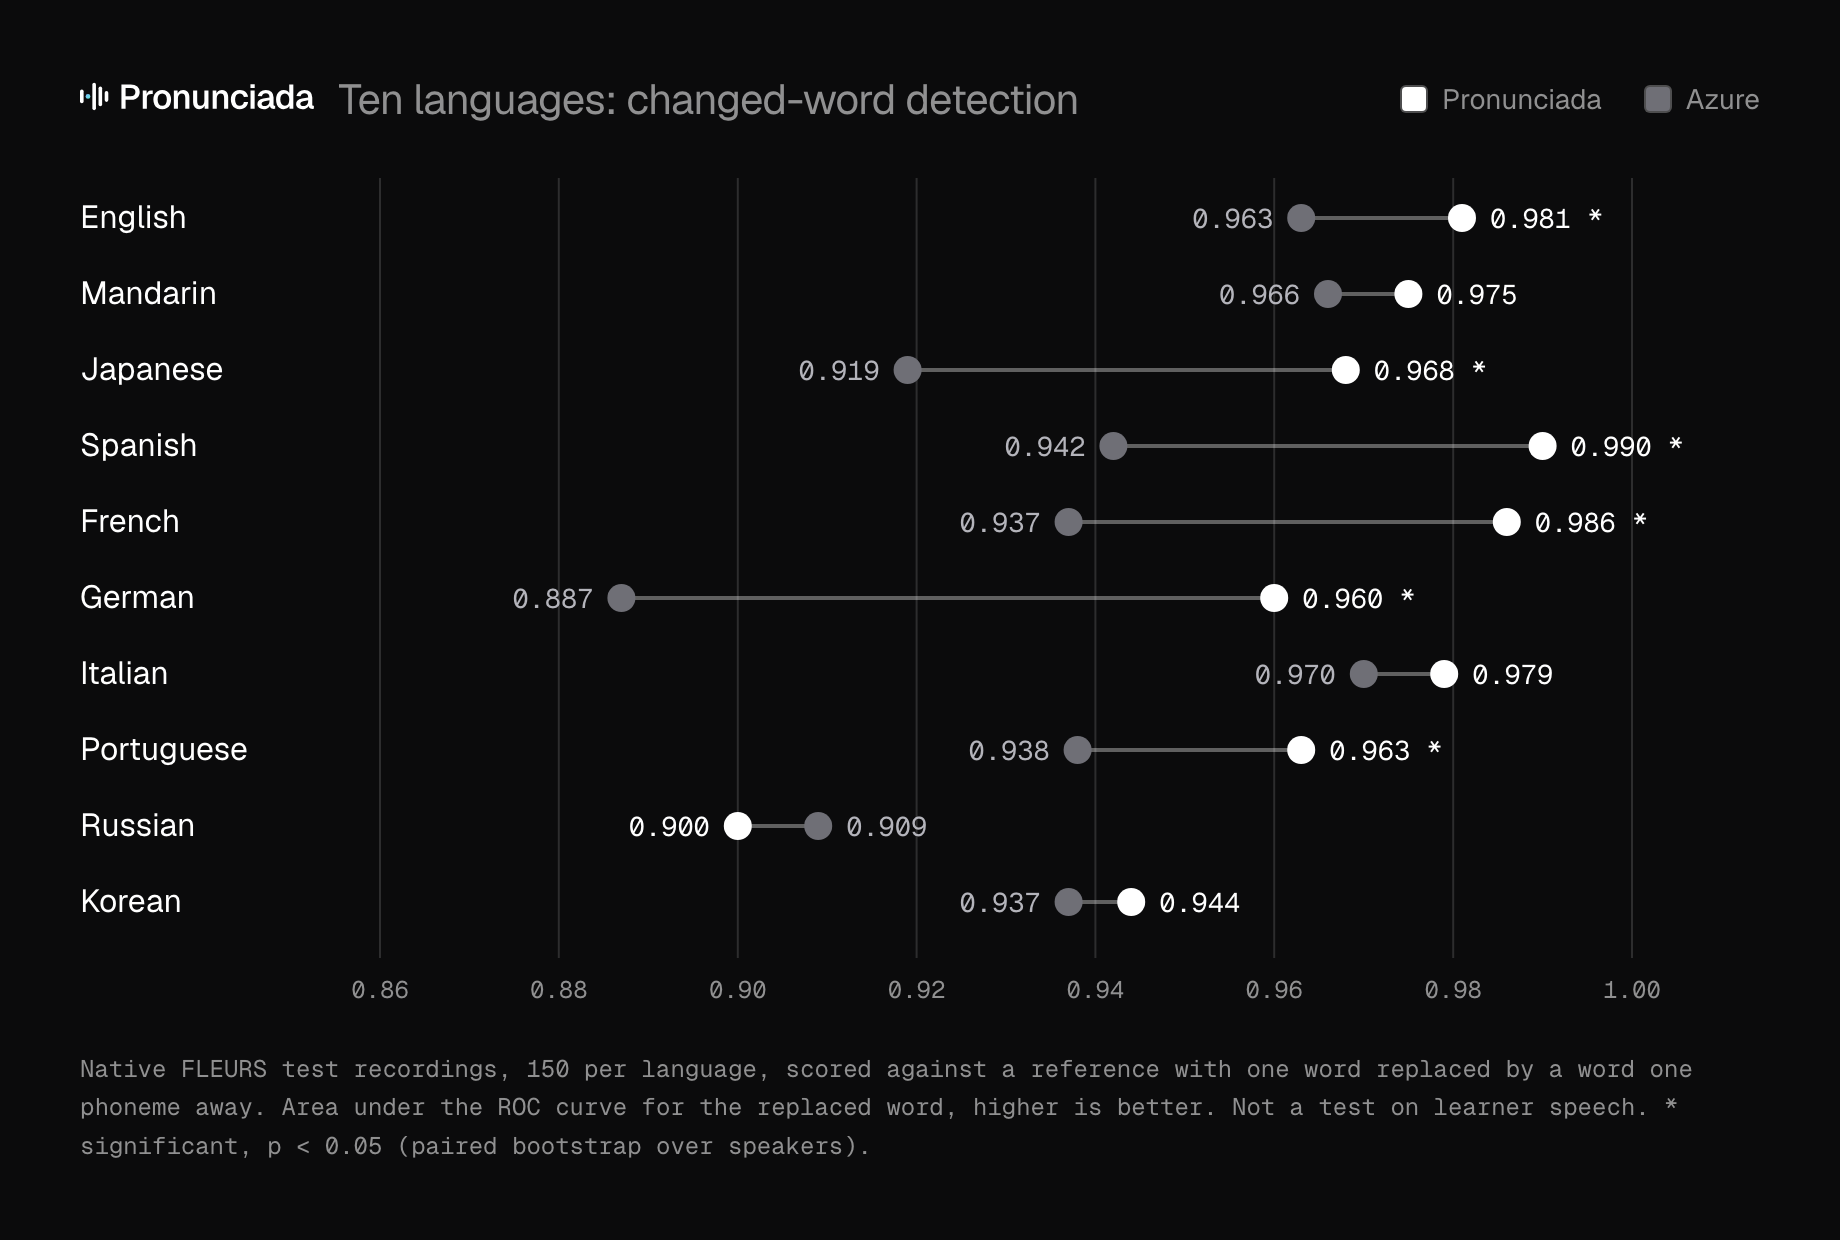 Pronunciada Ten languages: changed-word detection Pronunciada Azure
English 0.963 0.981 *
Mandarin 0.966 0.975
Japanese 0.919 0.968 *
Spanish 0.942 0.990 *
French 0.937 0.986 *
German 0.887 0.960 *
Italian 0.970 0.979
Portuguese 0.938 0.963 *
Russian 0.900 0.909
Korean 0.937 0.944
0.86 0.88 0.90 0.92 0.94 0.96 0.98 1.00
Native FLEURS test recordings, 150 per language, scored against a reference with one word replaced by a word one
phoneme away. Area under the ROC curve for the replaced word, higher is better. Not a test on learner speech. *
significant, p < 0.05 (paired bootstrap over speakers).